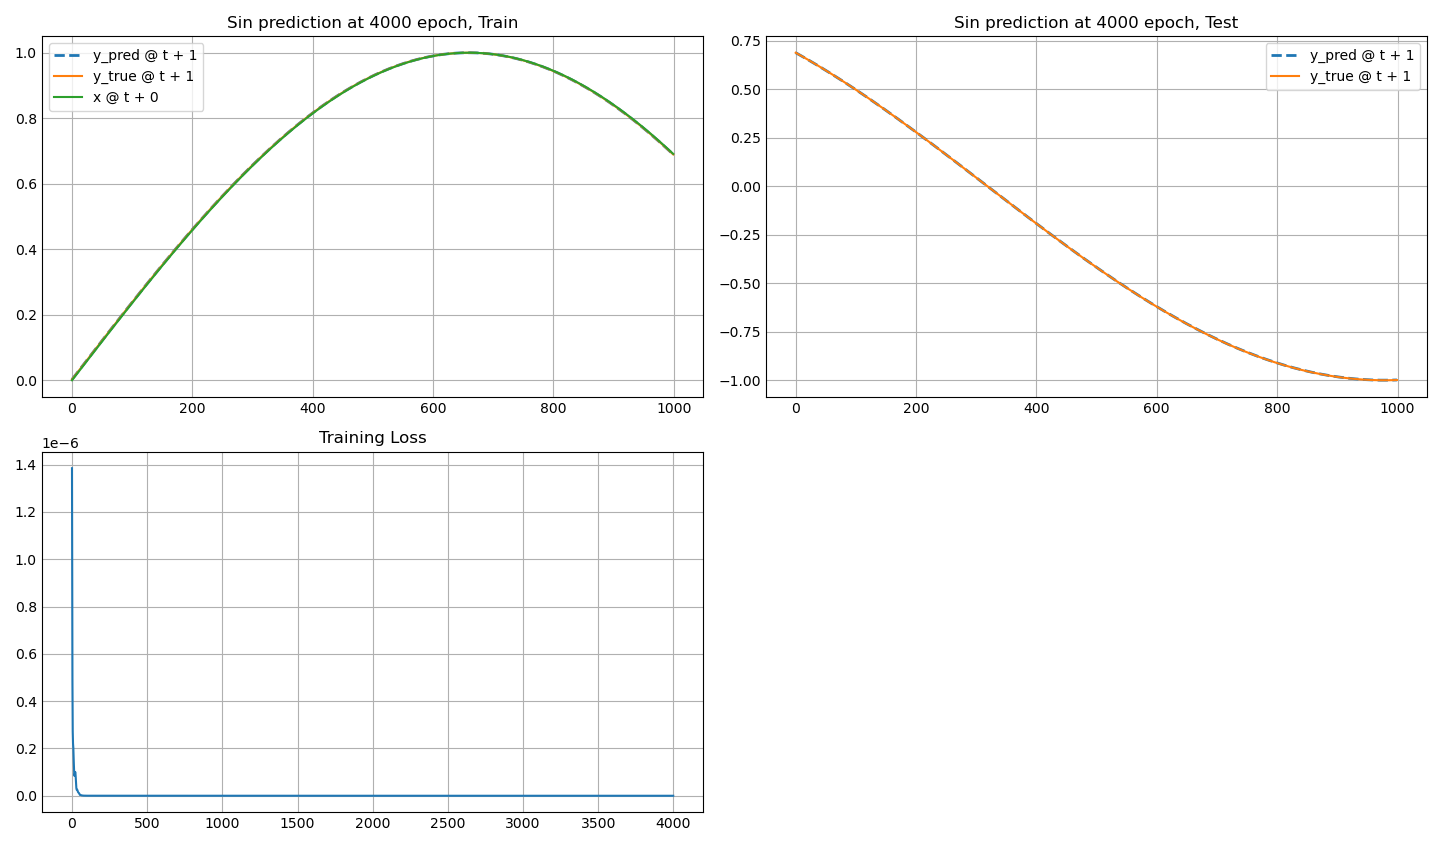 Sin prediction at 4000 epoch, Train
y_pred @ t + 1
y_true @ t + 1
x @ t + 0
1.0
0.8
0.6
0.4
0.2
0.0
0 200 400 600 800 1000
Sin prediction at 4000 epoch, Test
y_pred @ t + 1
y_true @ t + 1
0.75
0.50
0.25
0.00
−0.25
−0.50
−0.75
−1.00
0 200 400 600 800 1000
Training Loss
1e−6
1.4
1.2
1.0
0.8
0.6
0.4
0.2
0.0
0 500 1000 1500 2000 2500 3000 3500 4000